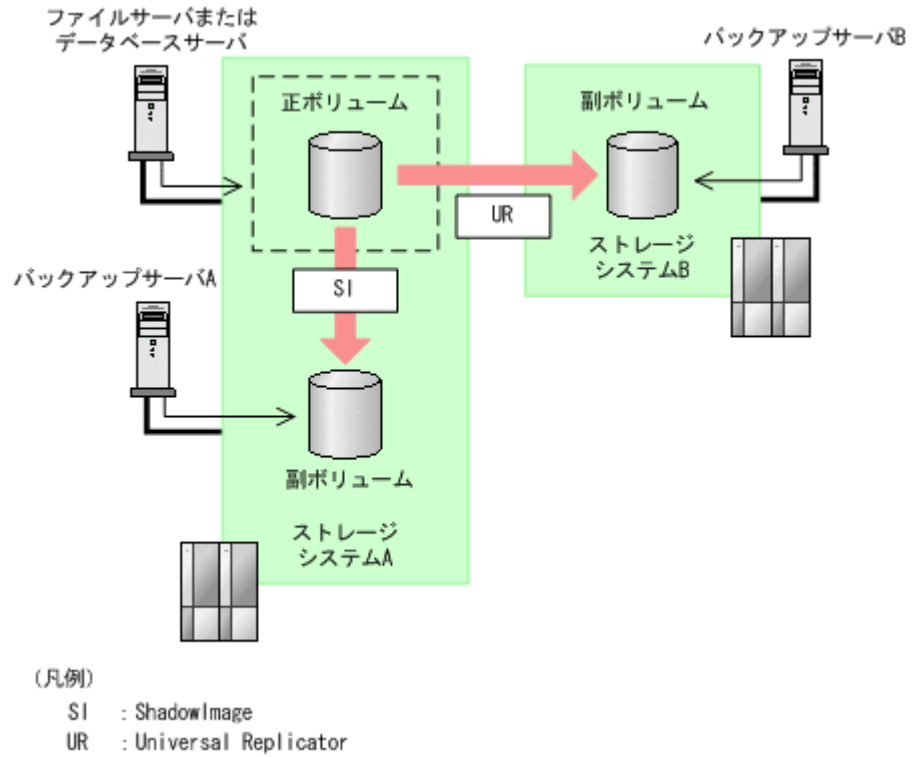 ファイルサーバまたは
データベースサーバ
バックアップサーバB
正ボリューム
副ボリューム
UR
ストレージ
システムB
バックアップサーバA
SI
副ボリューム
ストレージ
システムA
(凡例)
SI : ShadowImage
UR : Universal Replicator